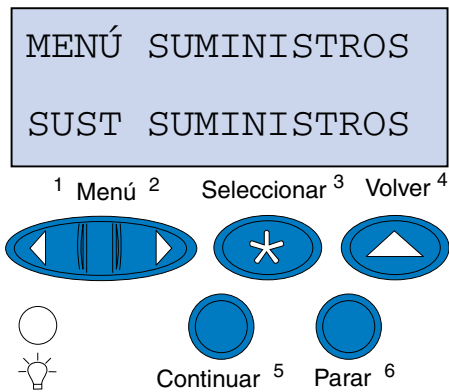 MENÚ SUMINISTROS
SUST SUMINISTROS
1 Menú 2 Seleccionar 3 Volver 4
Continuar 5 Parar 6